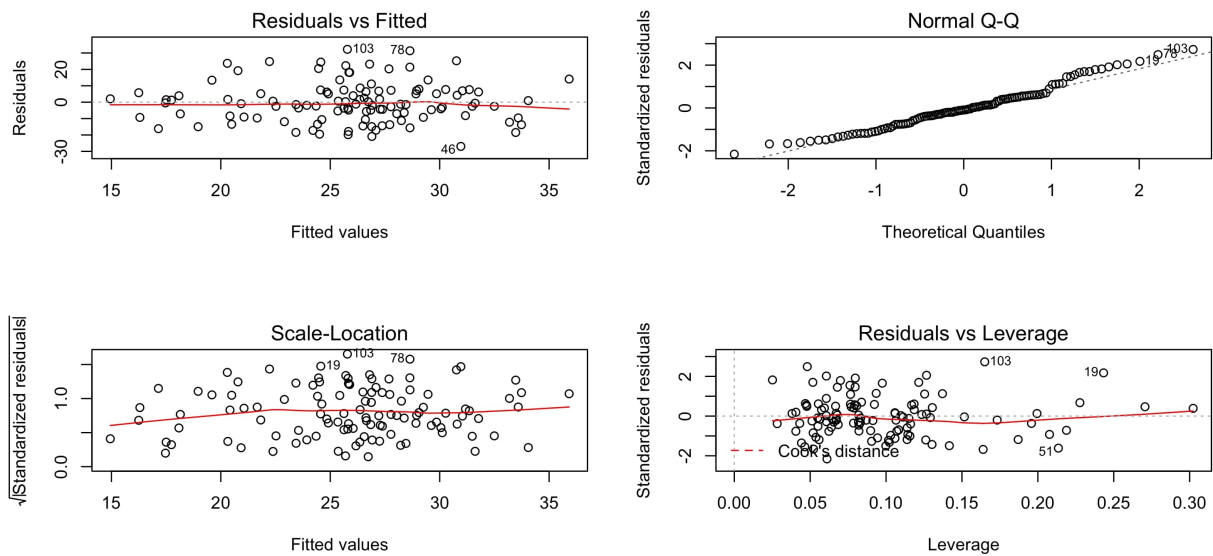 Residuals vs Fitted
Residuals
20
0
-30
103
78
46
15 20 25 30 35
Fitted values
Normal Q-Q
Standardized residuals
2
0
-2
103
78
19
-2 -1 0 1 2
Theoretical Quantiles
Scale-Location
√|Standardized residuals|
1.0
0.0
103
78
19
15 20 25 30 35
Fitted values
Residuals vs Leverage
Standardized residuals
2
0
-2
103
19
51
Cook's distance
0.00 0.05 0.10 0.15 0.20 0.25 0.30
Leverage